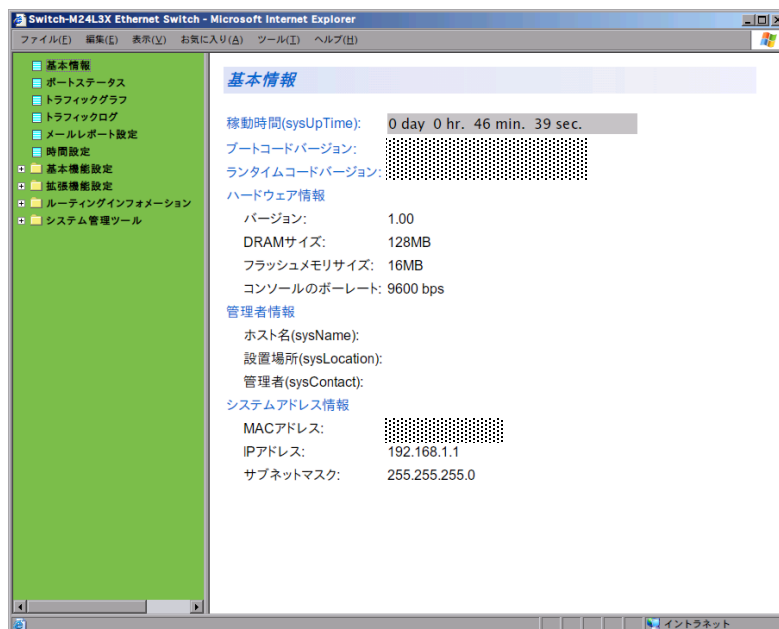 Switch-M24L3X Ethernet Switch - Microsoft Internet Explorer
ファイル(F) 編集(E) 表示(V) お気に入り(A) ツール(T) ヘルプ(H)
基本情報
ポートステータス
トラフィックグラフ
トラフィックログ
メールレポート設定
時間設定
基本機能設定
拡張機能設定
ルーティングインフォメーション
システム管理ツール
基本情報
稼動時間(sysUpTime): 0 day 0 hr. 46 min. 39 sec.
ブートコードバージョン:
ランタイムコードバージョン:
ハードウェア情報
バージョン: 1.00
DRAMサイズ: 128MB
フラッシュメモリサイズ: 16MB
コンソールのボーレート: 9600 bps
管理者情報
ホスト名(sysName):
設置場所(sysLocation):
管理者(sysContact):
システムアドレス情報
MACアドレス:
IPアドレス: 192.168.1.1
サブネットマスク: 255.255.255.0
イントラネット